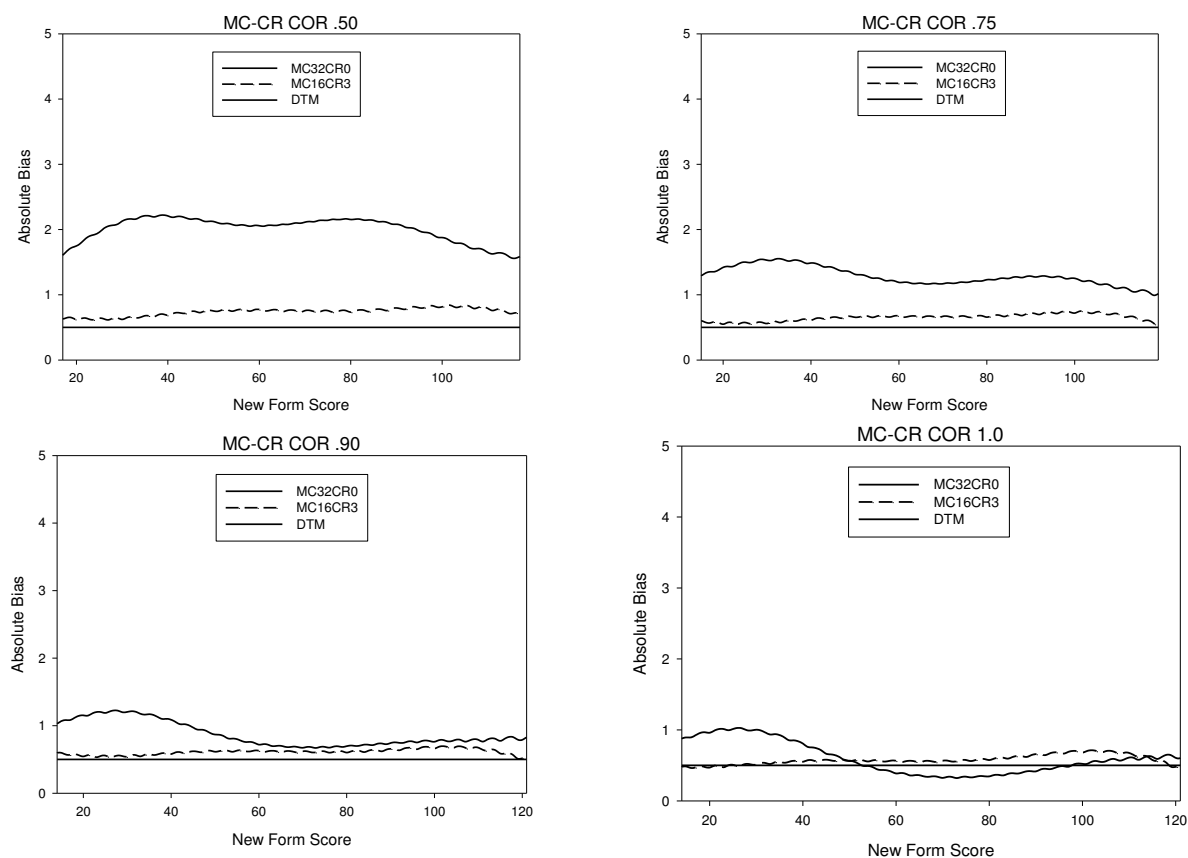 MC-CR COR .50
5
4
3
2
1
0
Absolute Bias
MC32CR0
MC16CR3
DTM
20 40 60 80 100
New Form Score
MC-CR COR .75
5
4
3
2
1
0
Absolute Bias
MC32CR0
MC16CR3
DTM
20 40 60 80 100
New Form Score
MC-CR COR .90
5
4
3
2
1
0
Absolute Bias
MC32CR0
MC16CR3
DTM
20 40 60 80 100 120
New Form Score
MC-CR COR 1.0
5
4
3
2
1
0
Absolute Bias
MC32CR0
MC16CR3
DTM
20 40 60 80 100 120
New Form Score